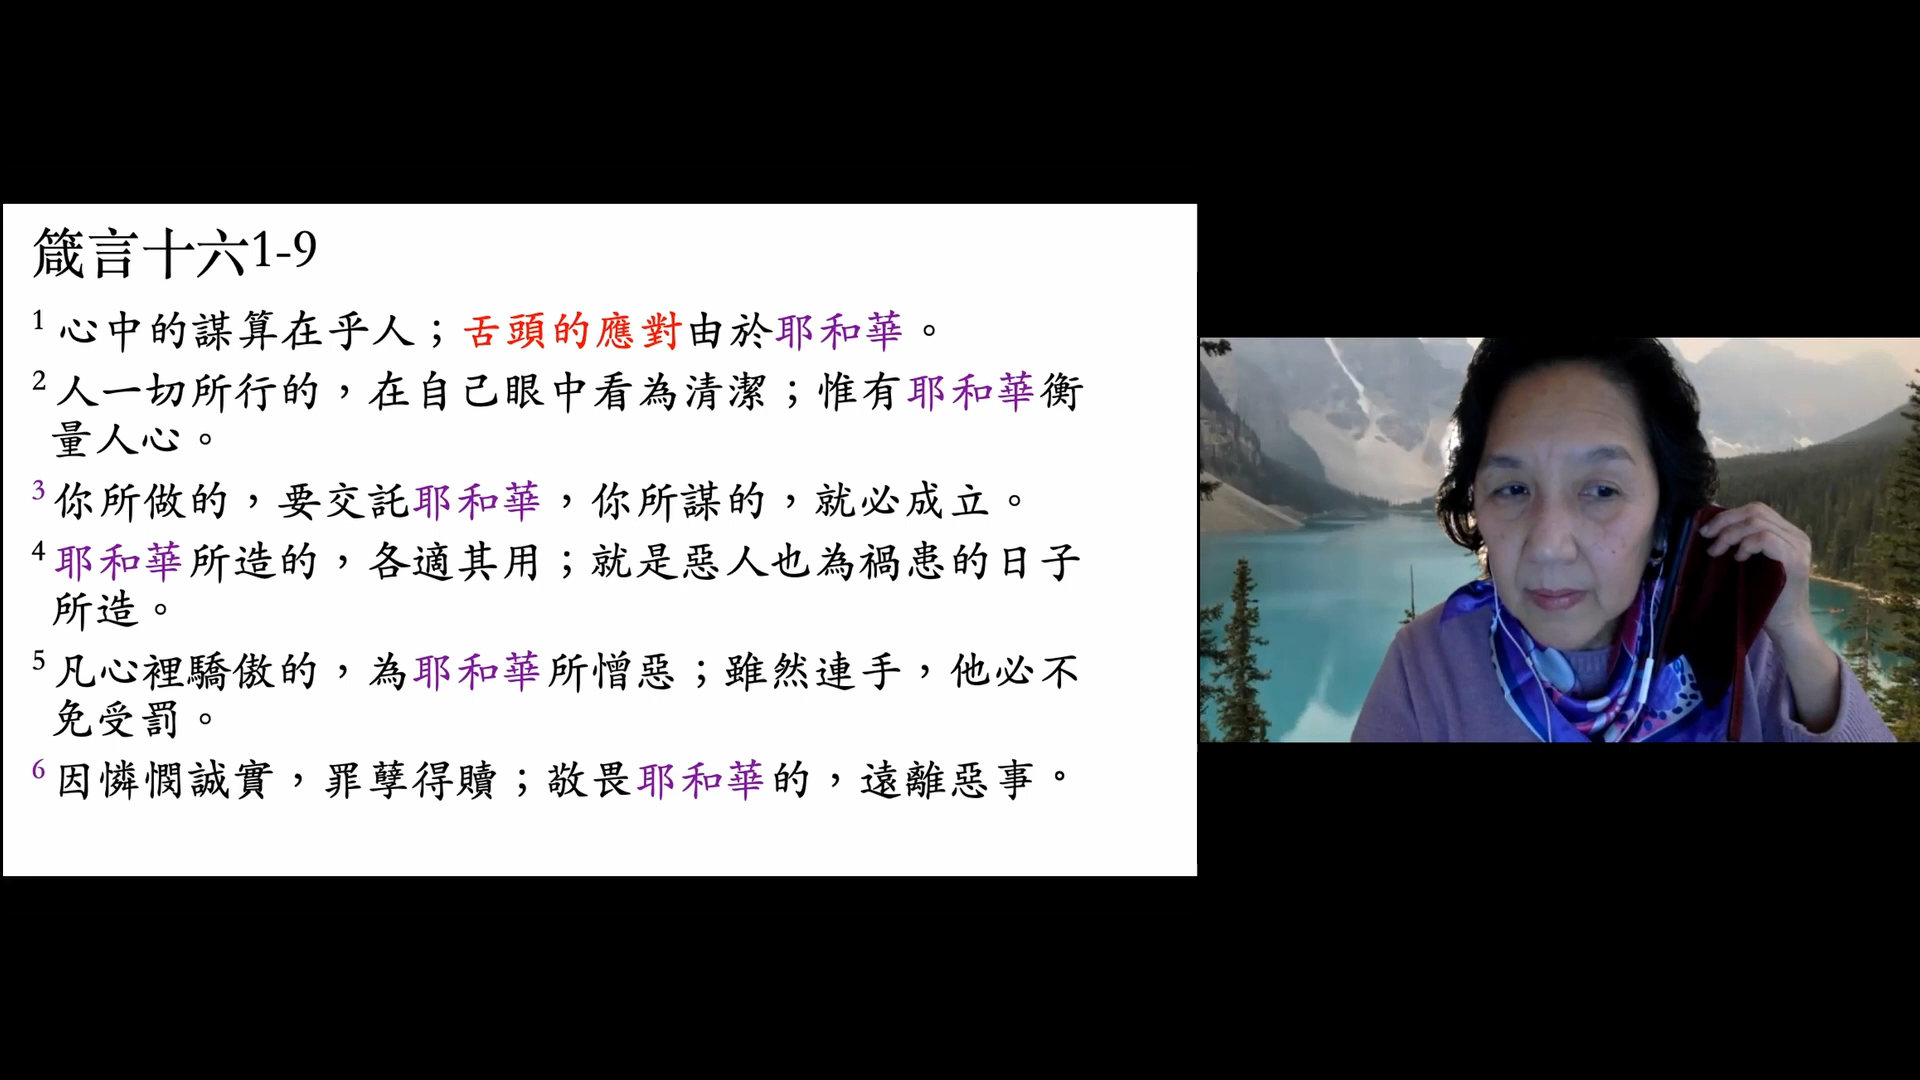 箴言十六1-9
1 心中的謀算在乎人；舌頭的應對由於耶和華。
2 人一切所行的，在自己眼中看為清潔；惟有耶和華衡
量人心。
3 你所做的，要交託耶和華，你所謀的，就必成立。
4 耶和華所造的，各適其用；就是惡人也為禍患的日子
所造。
5 凡心裡驕傲的，為耶和華所憎惡；雖然連手，他必不
免受罰。
6 因憐憫誠實，罪孽得贖；敬畏耶和華的，遠離惡事。